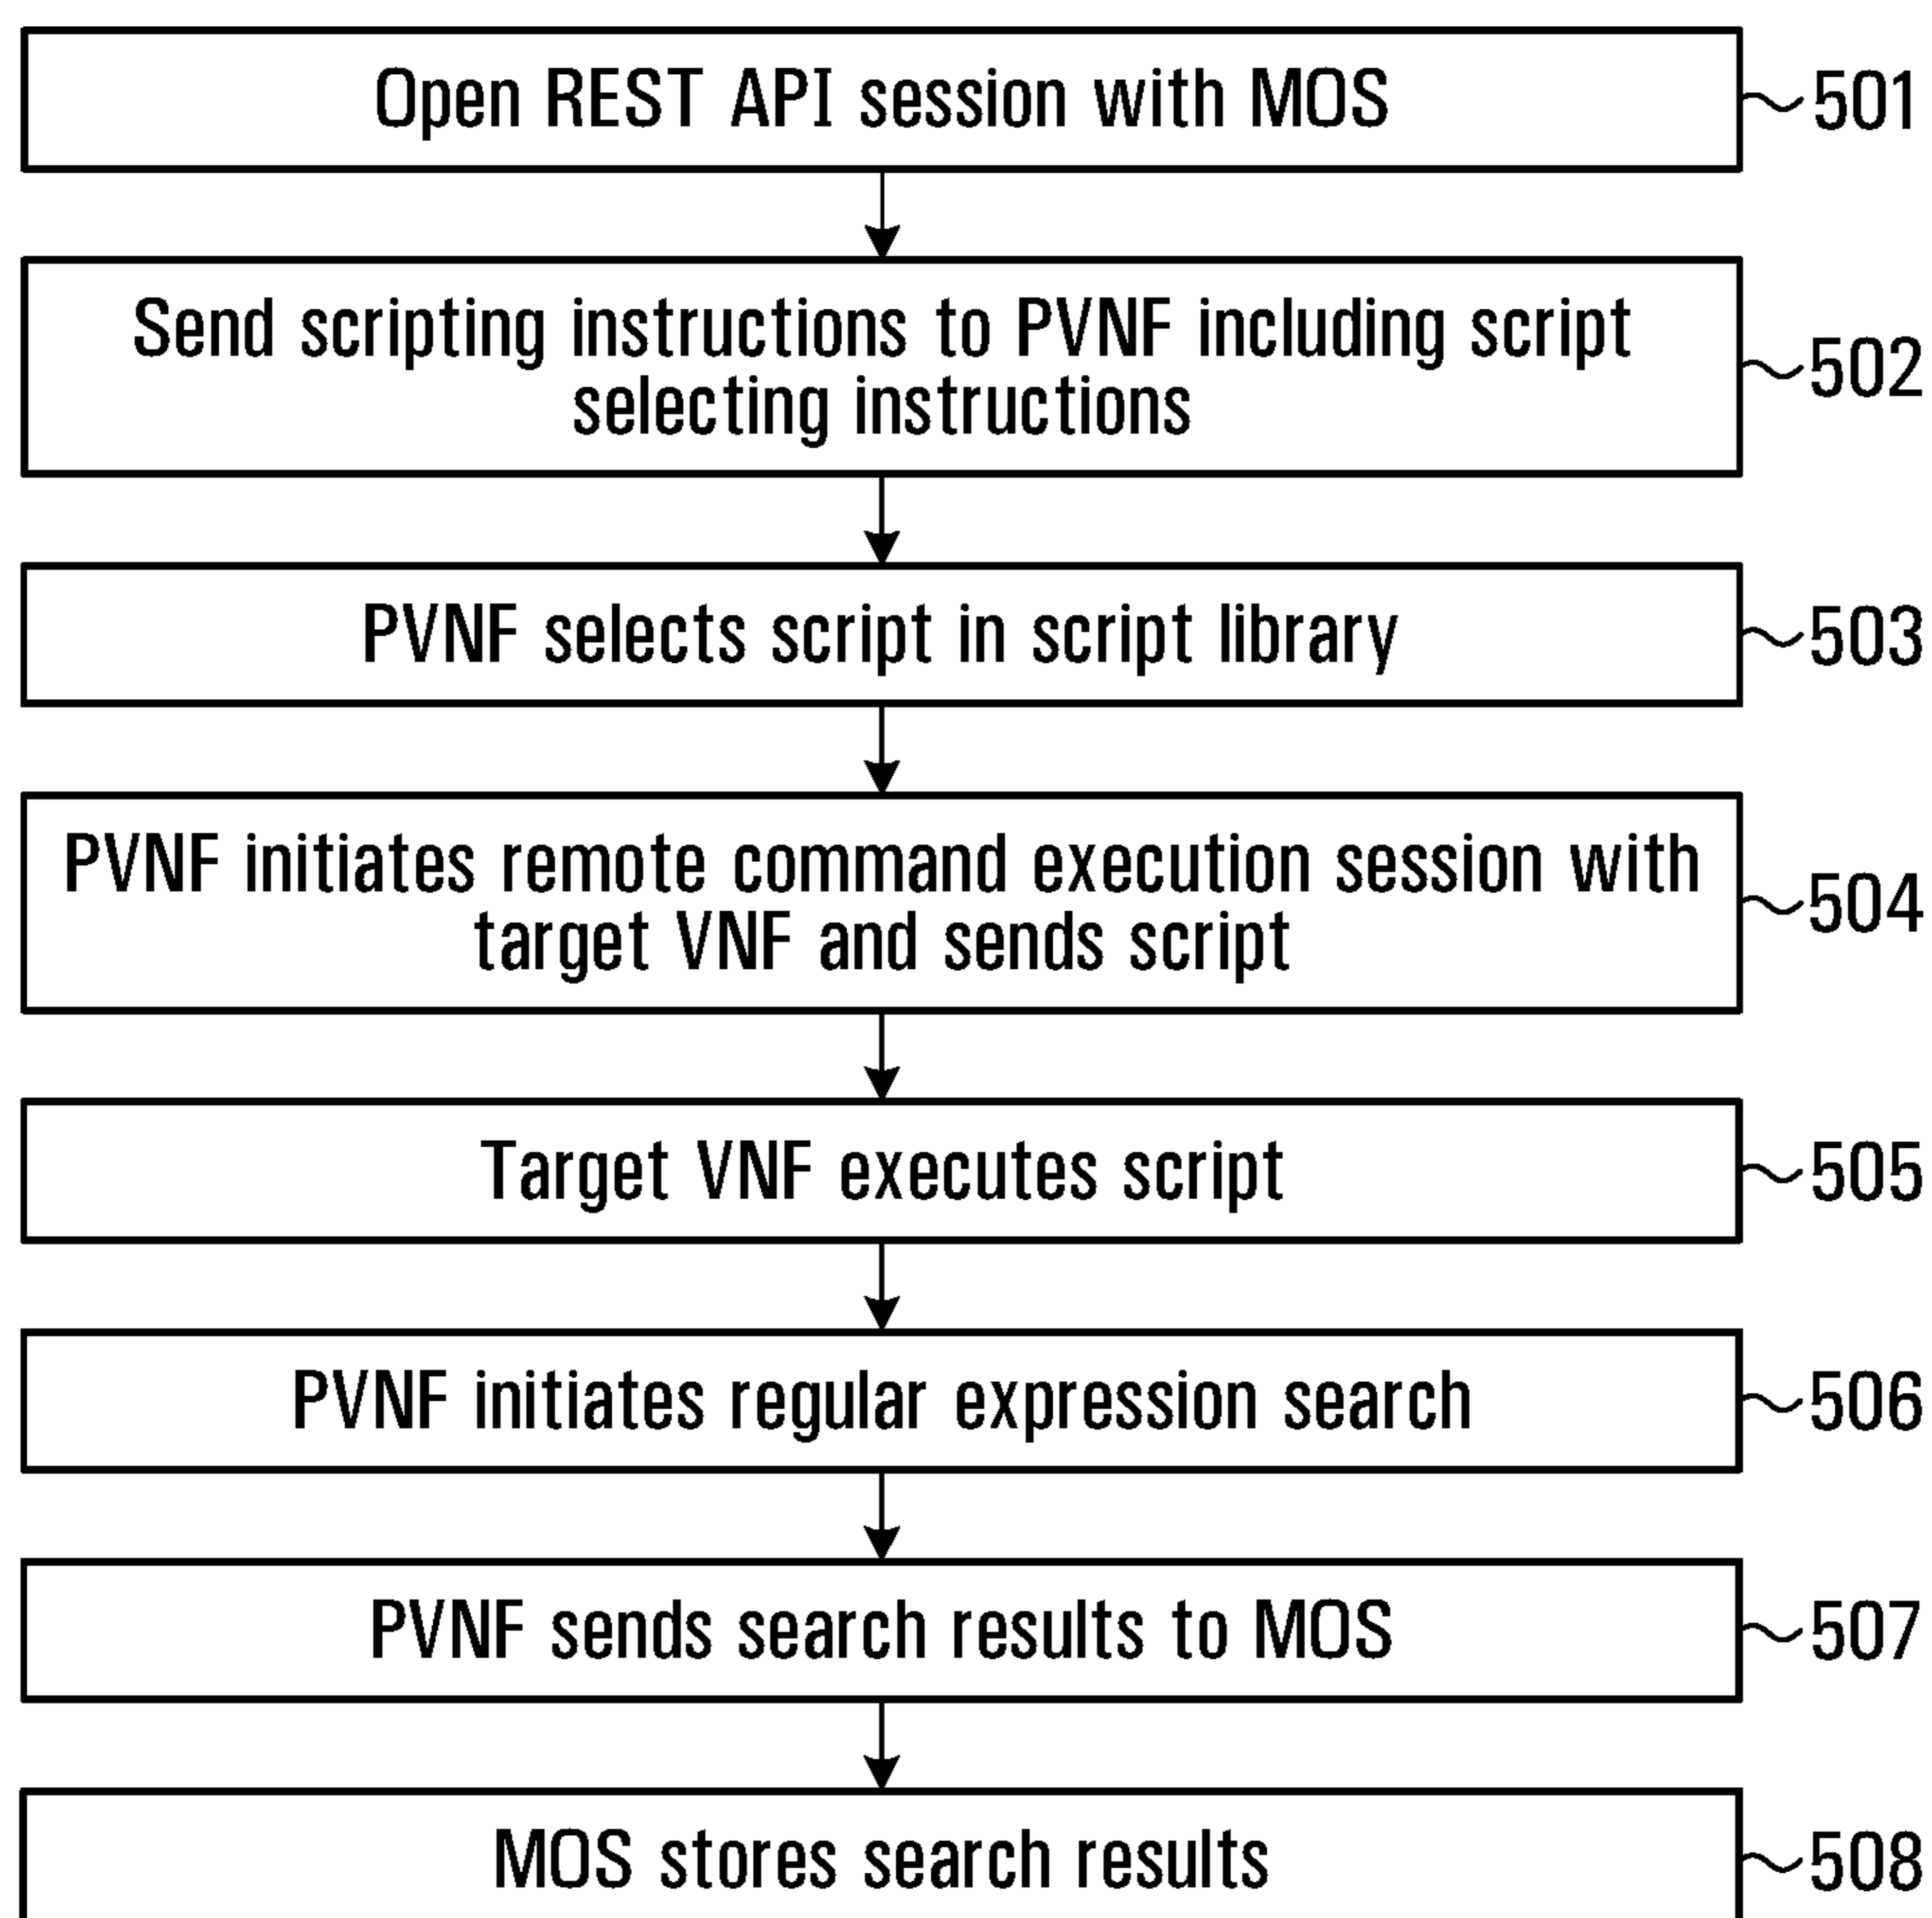 Open REST API session with MOS
501
Send scripting instructions to PVNF including script
selecting instructions
502
PVNF selects script in script library
503
PVNF initiates remote command execution session with
target VNF and sends script
504
Target VNF executes script
505
PVNF initiates regular expression search
506
PVNF sends search results to MOS
507
MOS stores search results
508